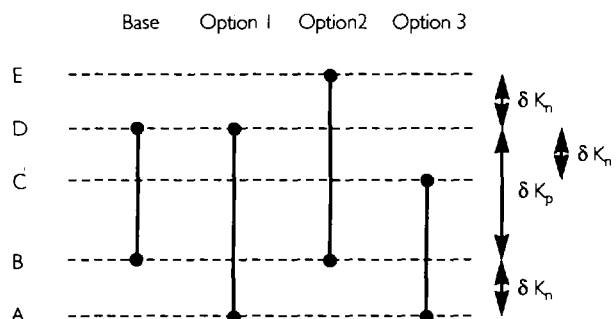 Base Option 1 Option2 Option 3
E
δ Kn
D
δ Kn
C
δ Kp
B
δ Kn
A